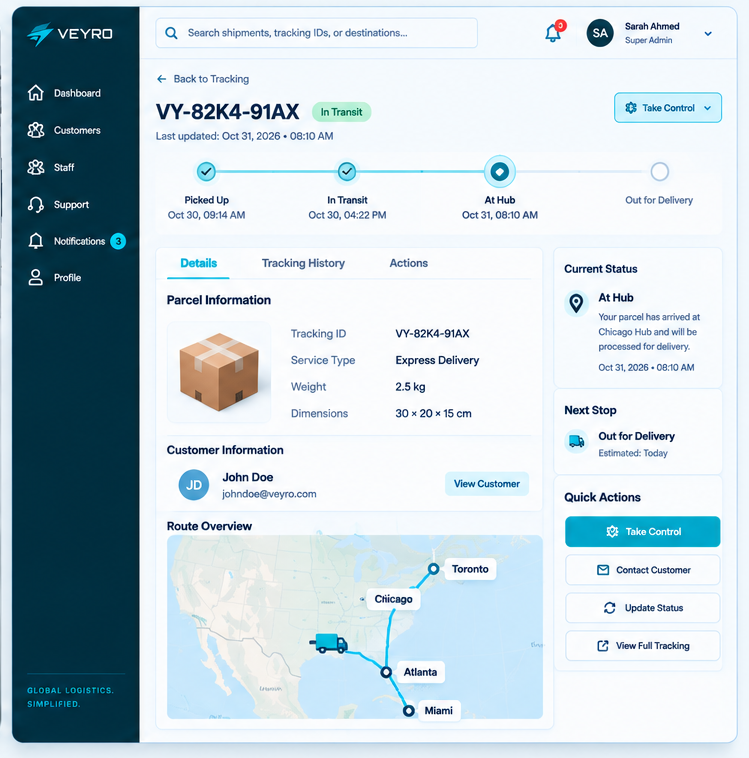 VEYRO
Search shipments, tracking IDs, or destinations...
SA
Sarah Ahmed
Super Admin
Dashboard
Customers
Staff
Support
Notifications 3
Profile
GLOBAL LOGISTICS.
SIMPLIFIED.
← Back to Tracking
VY-82K4-91AX In Transit
Take Control
Last updated: Oct 31, 2026 • 08:10 AM
Picked Up
Oct 30, 09:14 AM
In Transit
Oct 30, 04:22 PM
At Hub
Oct 31, 08:10 AM
Out for Delivery
Details Tracking History Actions
Parcel Information
Tracking ID VY-82K4-91AX
Service Type Express Delivery
Weight 2.5 kg
Dimensions 30 × 20 × 15 cm
Customer Information
JD
John Doe
johndoe@veyro.com
View Customer
Route Overview
Toronto
Chicago
Atlanta
Miami
Current Status
At Hub
Your parcel has arrived at
Chicago Hub and will be
processed for delivery.
Oct 31, 2026 • 08:10 AM
Next Stop
Out for Delivery
Estimated: Today
Quick Actions
Take Control
Contact Customer
Update Status
View Full Tracking